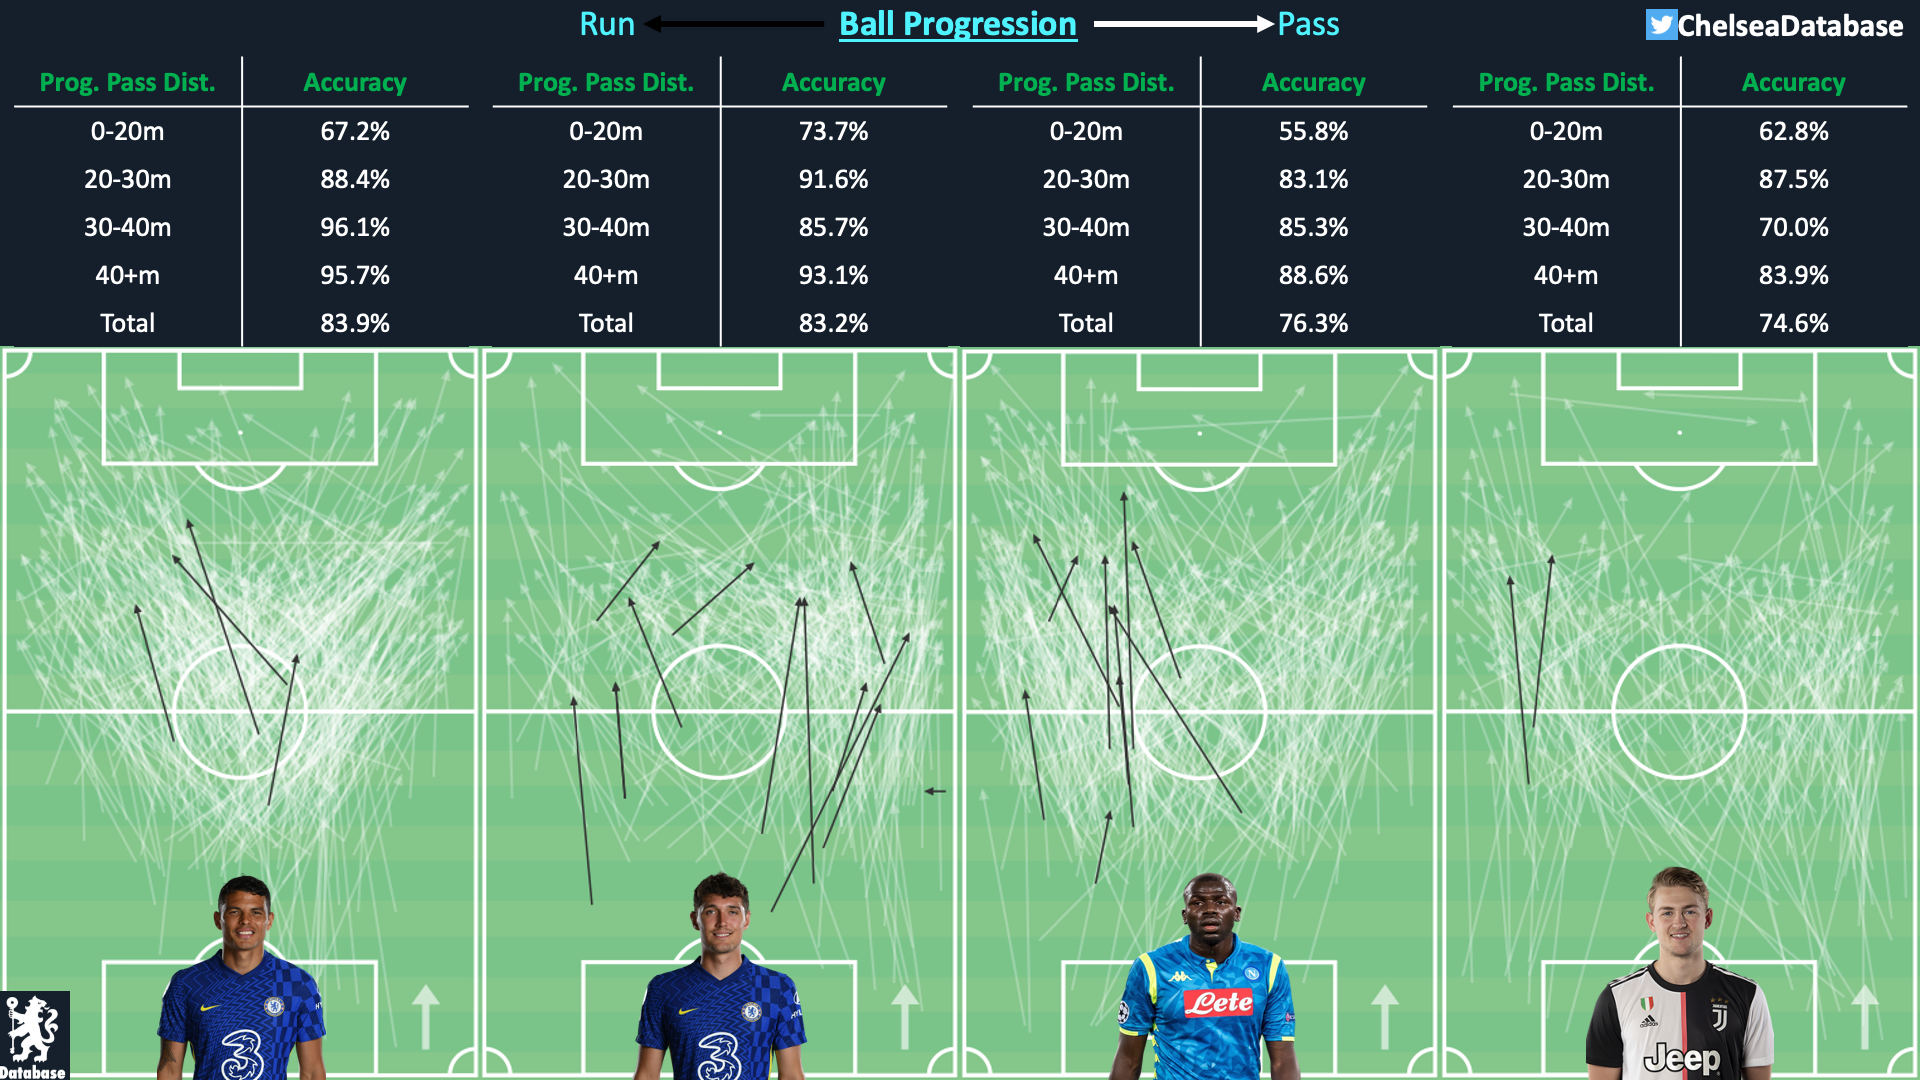 Run Ball Progression Pass
ChelseaDatabase
Prog. Pass Dist. Accuracy
0-20m 67.2%
20-30m 88.4%
30-40m 96.1%
40+m 95.7%
Total 83.9%
Prog. Pass Dist. Accuracy
0-20m 73.7%
20-30m 91.6%
30-40m 85.7%
40+m 93.1%
Total 83.2%
Prog. Pass Dist. Accuracy
0-20m 55.8%
20-30m 83.1%
30-40m 85.3%
40+m 88.6%
Total 76.3%
Prog. Pass Dist. Accuracy
0-20m 62.8%
20-30m 87.5%
30-40m 70.0%
40+m 83.9%
Total 74.6%
Database
3
3
N
Lete
adidas
J
Jeep